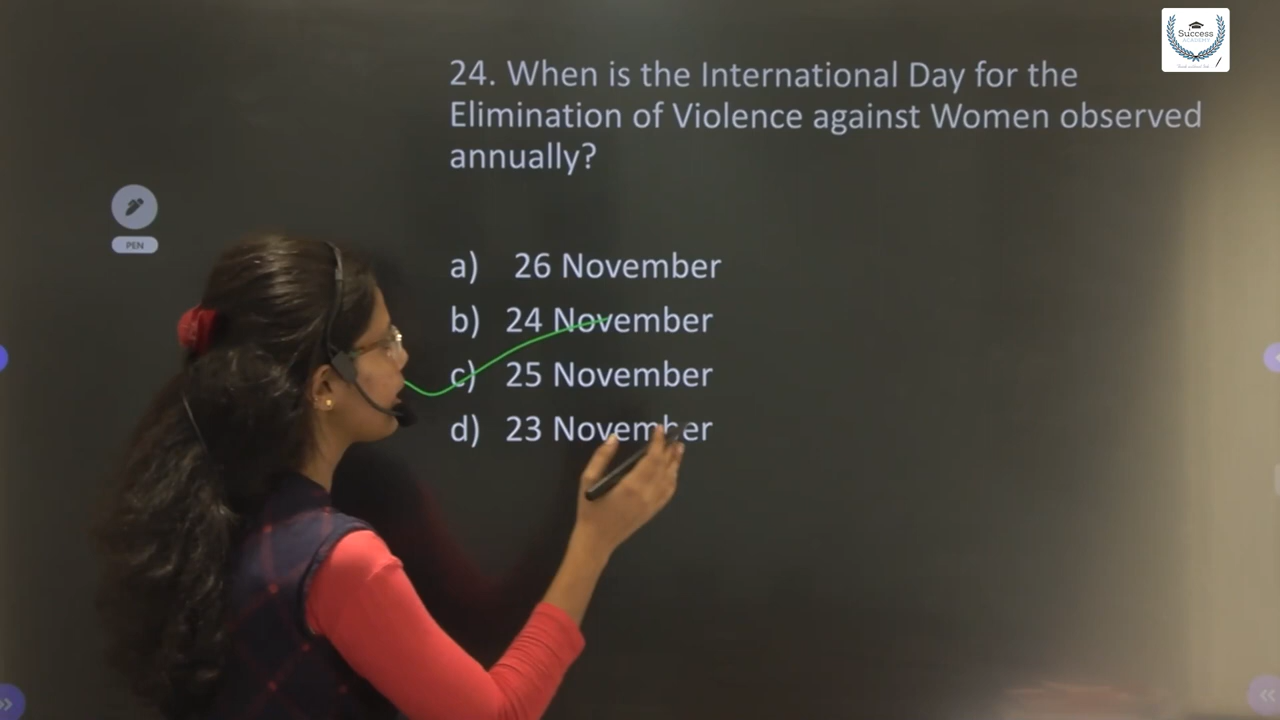 Success
ACADEMY
24. When is the International Day for the
Elimination of Violence against Women observed
annually?
PEN
a) 26 November
b) 24 November
c) 25 November
d) 23 November